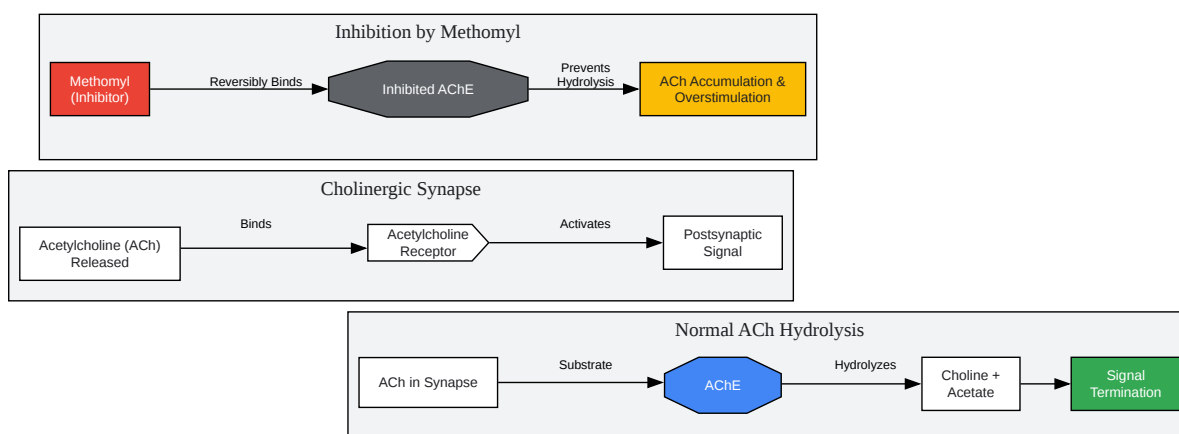 Inhibition by Methomyl
Methomyl
(Inhibitor)
Reversibly Binds
Inhibited AChE
Prevents
Hydrolysis
ACh Accumulation &
Overstimulation
Cholinergic Synapse
Acetylcholine (ACh)
Released
Binds
Acetylcholine
Receptor
Activates
Postsynaptic
Signal
Normal ACh Hydrolysis
ACh in Synapse
Substrate
AChE
Hydrolyzes
Choline +
Acetate
Signal
Termination